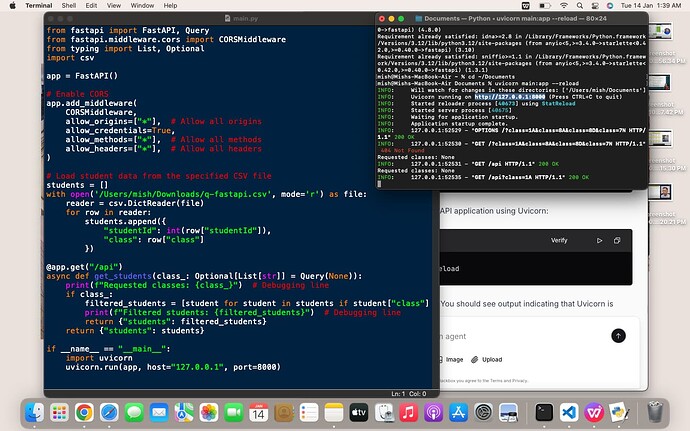 Terminal Shell Edit View Window Help
Tue 14 Jan 1:39 AM
main.py
from fastapi import FastAPI, Query
from fastapi.middleware.cors import CORSMiddleware
from typing import List, Optional
import csv
app = FastAPI()
# Enable CORS
app.add_middleware(
CORSMiddleware,
allow_origins=["*"], # Allow all origins
allow_credentials=True,
allow_methods=["*"], # Allow all methods
allow_headers=["*"], # Allow all headers
)
# Load student data from the specified CSV file
students = []
with open('/Users/mish/Downloads/q-fastapi.csv', mode='r') as file:
reader = csv.DictReader(file)
for row in reader:
students.append({
"studentId": int(row["studentId"]),
"class": row["class"]
})
@app.get("/api")
async def get_students(class_: Optional[List[str]] = Query(None)):
print(f"Requested classes: {class_}") # Debugging line
if class_:
filtered_students = [student for student in students if student["class"]
print(f"Filtered students: {filtered_students}") # Debugging line
return {"students": filtered_students}
return {"students": students}
if __name__ == "__main__":
import uvicorn
uvicorn.run(app, host="127.0.0.1", port=8000)
Ln: 1 Col: 0
Documents — Python • uvicorn main:app --reload — 80×24
0->fastapi) (4.8.0)
Requirement already satisfied: idna>=2.8 in /Library/Frameworks/Python.framework
/Versions/3.12/lib/python3.12/site-packages (from anyio<5,>=3.4.0->starlette<0.4
2.0,>=0.40.0->fastapi) (3.10)
Requirement already satisfied: sniffio>=1.1 in /Library/Frameworks/Python.framew
ork/Versions/3.12/lib/python3.12/site-packages (from anyio<5,>=3.4.0->starlette<
0.42.0,>=0.40.0->fastapi) (1.3.1)
mish@Mishs-MacBook-Air ~ % cd ~/Documents
mish@Mishs-MacBook-Air Documents % uvicorn main:app --reload
INFO: Will watch for changes in these directories: ['/Users/mish/Documents']
INFO: Uvicorn running on http://127.0.0.1:8000 (Press CTRL+C to quit)
INFO: Started reloader process [40673] using StatReload
INFO: Started server process [40675]
INFO: Waiting for application startup.
INFO: Application startup complete.
INFO: 127.0.0.1:52529 - "OPTIONS /?class=1A&class=8A&class=8D&class=7N HTTP/
1.1" 200 OK
INFO: 127.0.0.1:52530 - "GET /?class=1A&class=8A&class=8D&class=7N HTTP/1.1"
404 Not Found
Requested classes: None
INFO: 127.0.0.1:52531 - "GET /api HTTP/1.1" 200 OK
Requested classes: None
INFO: 127.0.0.1:52535 - "GET /api?class=1A HTTP/1.1" 200 OK
API application using Uvicorn:
Verify
eload
You should see output indicating that Uvicorn is
n agent
Image Upload
JAN
14